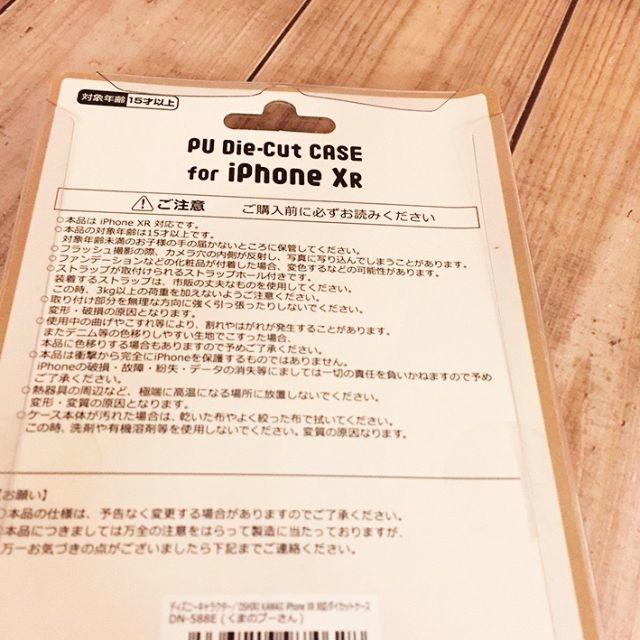 対象年齢 15才以上
PU Die-Cut CASE
for iPhone XR
⚠ご注意 ご購入前に必ずお読みください
○本品は iPhone XR 対応です。
○本品の対象年齢は15才以上です。
対象年齢未満のお子様の手の届かないところに保管してください。
○フラッシュ撮影の際、カメラ穴の内側が反射し、写真に写り込んでしまうことがあります。
○ファンデーションなどの化粧品が付着した場合、変色するなどの可能性があります。
○ストラップが取付けられるストラップホール付きです。
装着するストラップは、市販の丈夫なものを使用してください。
この時、3kg以上の荷重を加えないようご注意ください。
○取り付け部分を無理な方向に強く引っ張ったりしないでください。
変形・破損の原因となります。
○使用中の曲げやこすれ等により、割れやはがれが発生することがあります。
またデニム等の色移りしやすい生地でこすった場合、
本品に色移りする場合もありますので予めご了承ください。
○本品は衝撃から完全にiPhoneを保護するものではありません。
iPhoneの破損・故障・紛失・データの消失等にましては一切の責任を負いかねますので予め
ご了承ください。
○熱器具の周辺など、極端に高温になる場所に放置しないでください。
変形・変質の原因となります。
○ケース本体が汚れた場合は、乾いた布やよく絞った布で拭いてください。
この時、洗剤や有機溶剤等を使用しないでください。変質の原因になります。
【お願い】
○本品の仕様は、予告なく変更する場合がありますのでご了承ください。
○本品につきましては万全の注意をはらって製造に当たっておりますが、
万一お気づきの点がございましたら下記までご連絡ください。
ディズニーキャラクター/OSHIRI KAWAII iPhone XR 対応ダイカットケース
DN-588E (くまのプーさん)